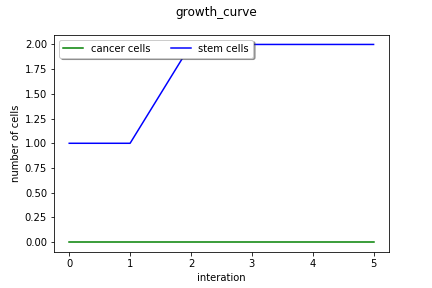 growth_curve
cancer cells
stem cells
number of cells
2.00
1.75
1.50
1.25
1.00
0.75
0.50
0.25
0.00
0 1 2 3 4 5
interation